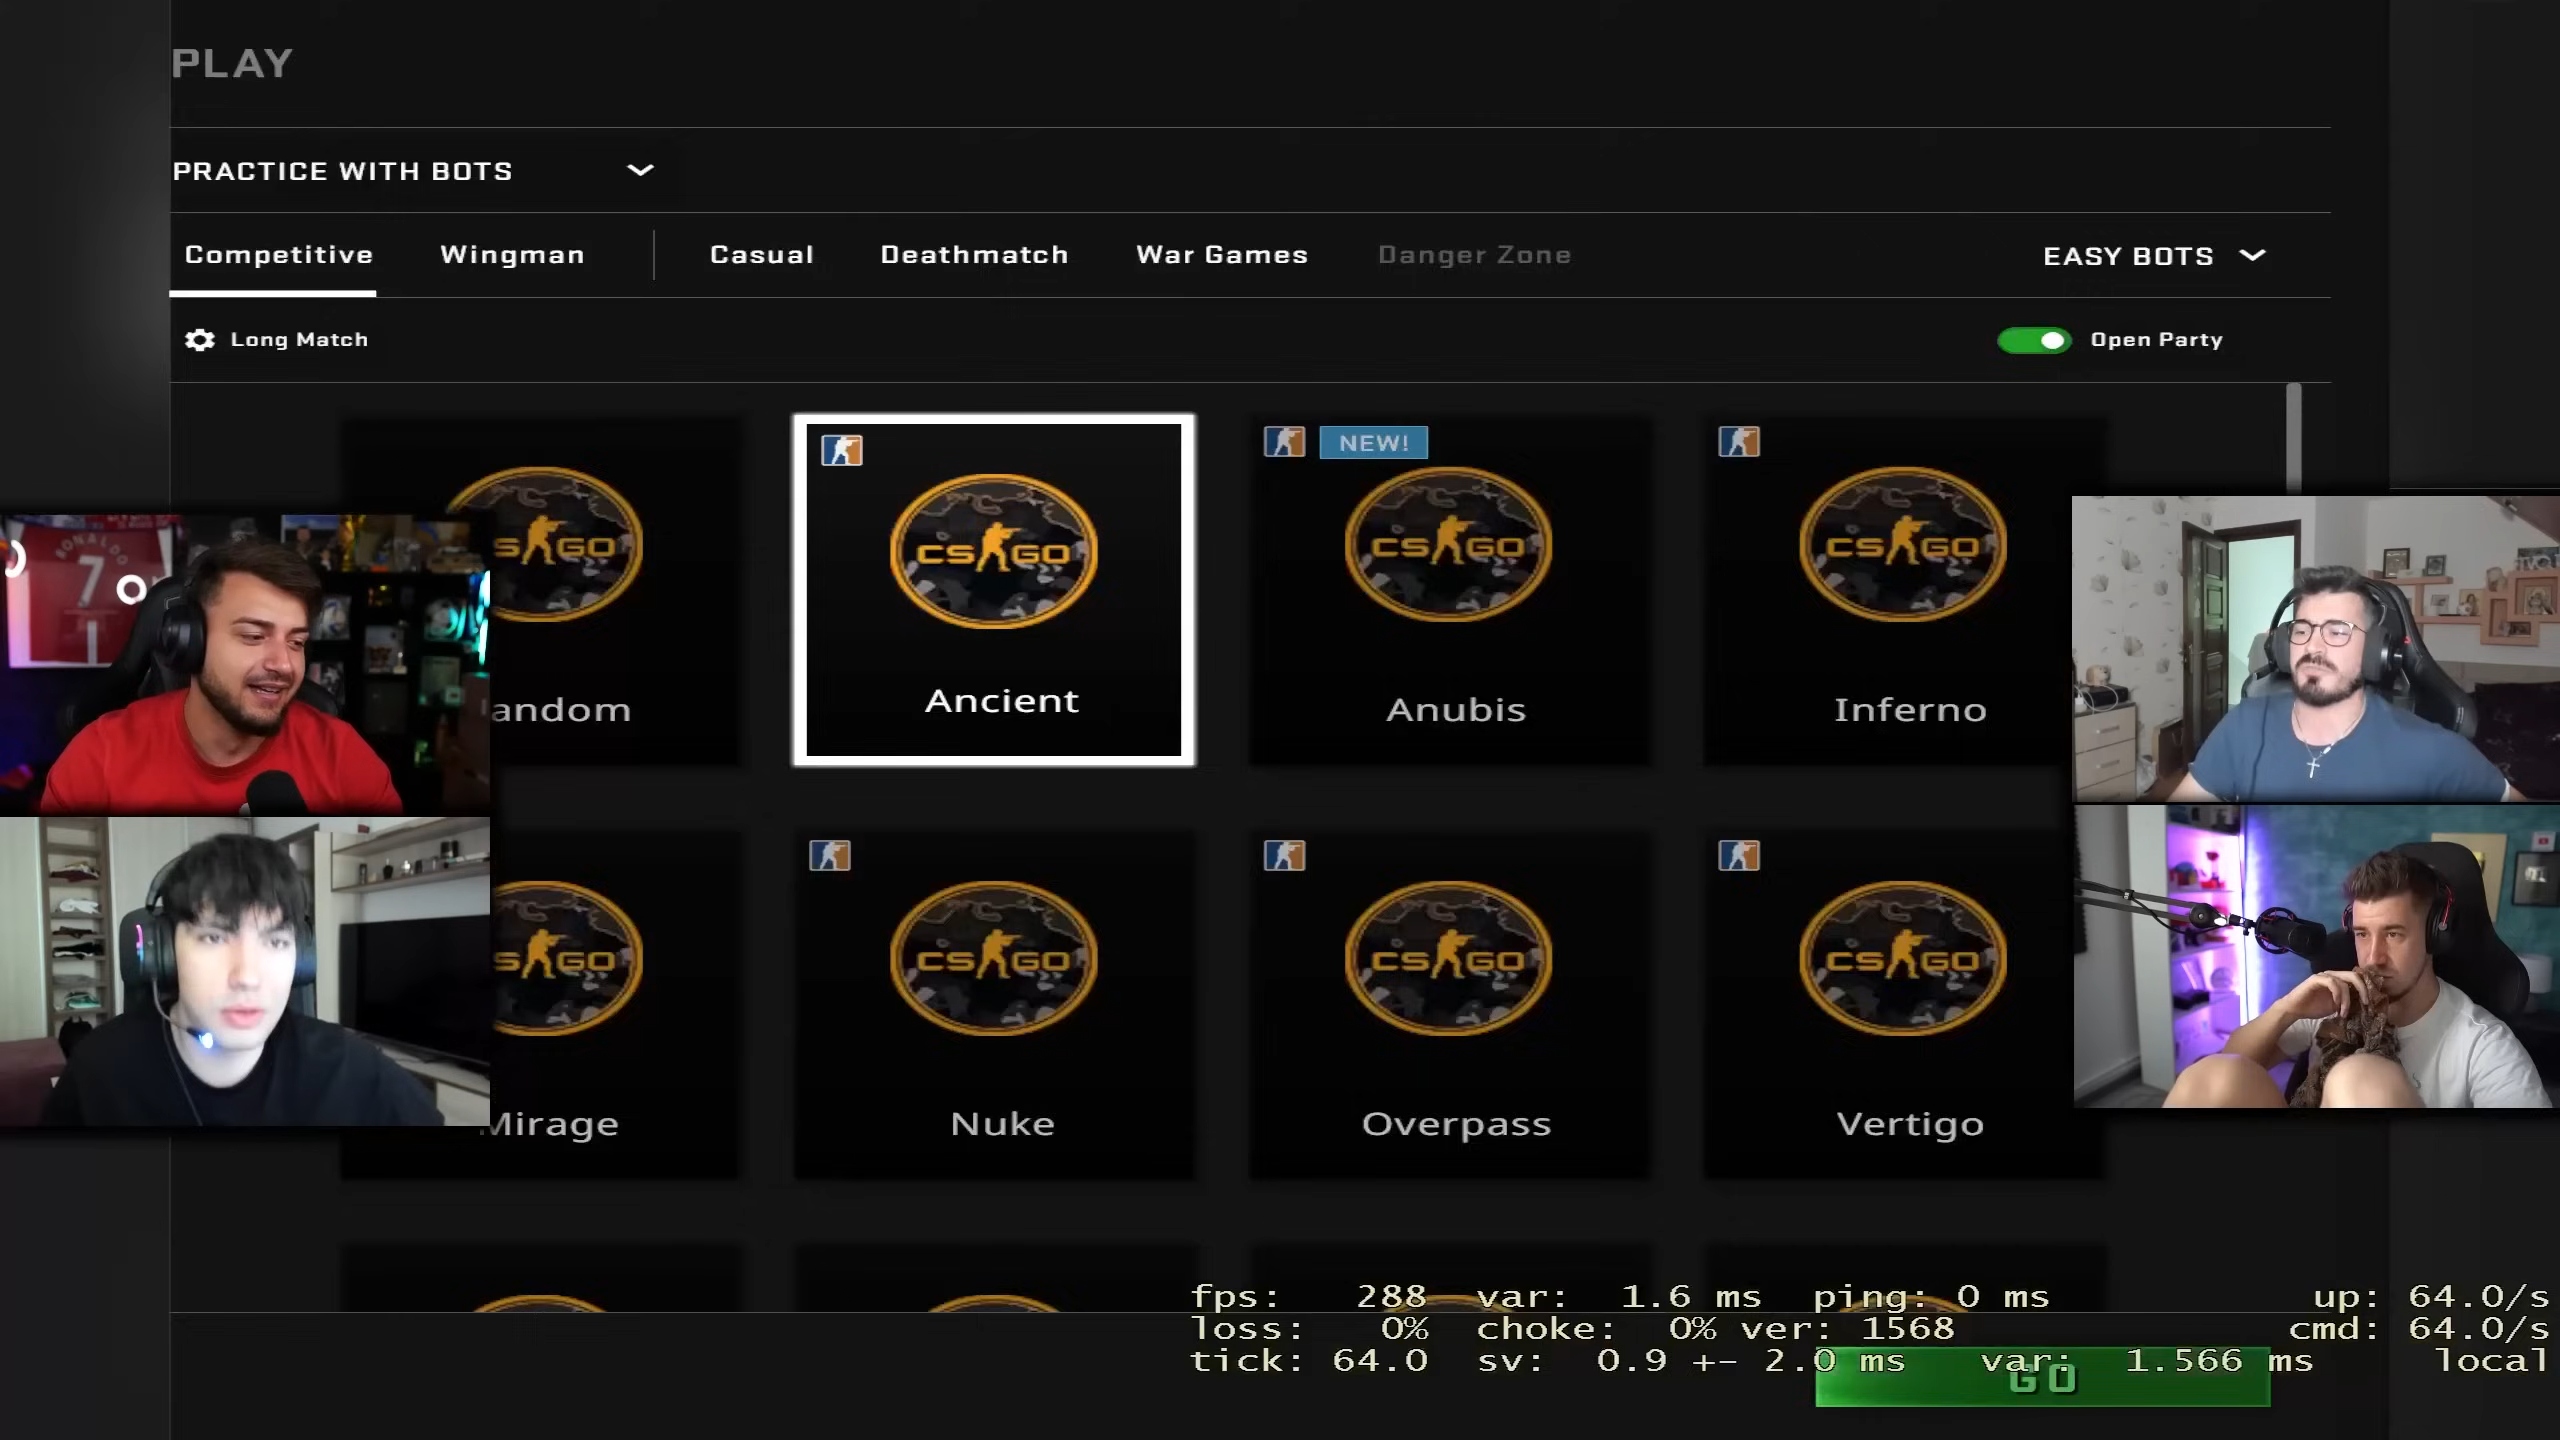 PLAY
PRACTICE WITH BOTS
Competitive Wingman Casual Deathmatch War Games Danger Zone EASY BOTS
Long Match Open Party
NEW!
RONALDO
7
S GO
CS GO
CS GO
CS GO
andom
Ancient
Anubis
Inferno
S GO
CS GO
CS GO
CS GO
Mirage
Nuke
Overpass
Vertigo
fps: 288 var: 1.6 ms ping: 0 ms up: 64.0/s
loss: 0% choke: 0% ver: 1568 cmd: 64.0/s
tick: 64.0 sv: 0.9 +- 2.0 ms var: 1.566 ms local
GO